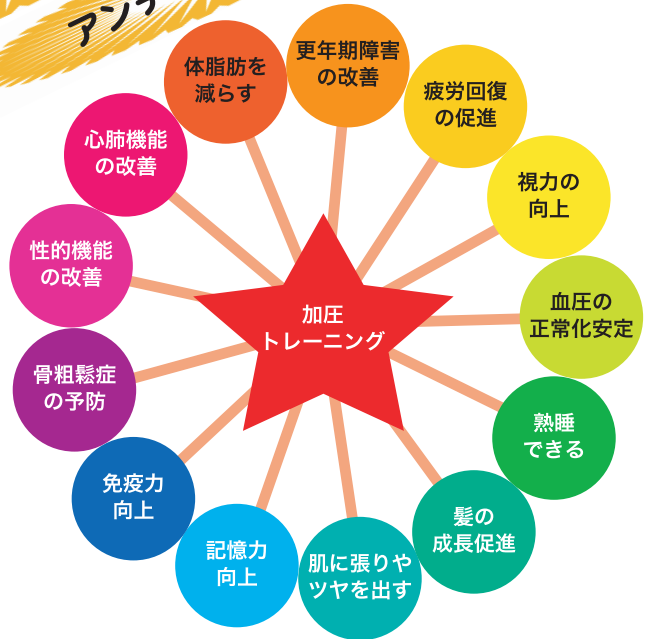 アンチ
体脂肪を
減らす
更年期障害
の改善
疲労回復
の促進
視力の
向上
血圧の
正常化安定
熟睡
できる
髪の
成長促進
肌に張りや
ツヤを出す
記憶力
向上
免疫力
向上
骨粗鬆症
の予防
性的機能
の改善
心肺機能
の改善
加圧
トレーニング